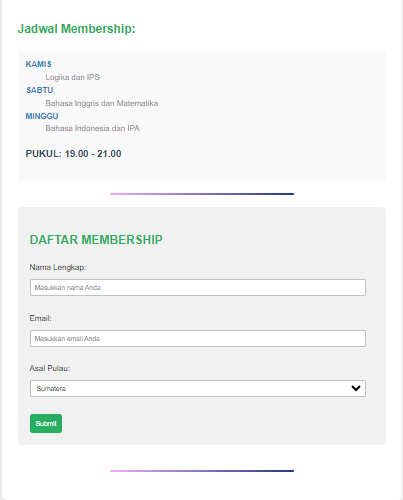 Jadwal Membership:
KAMIS
Logika dan IPS
SABTU
Bahasa Inggris dan Matematika
MINGGU
Bahasa Indonesia dan IPA
PUKUL: 19.00 - 21.00
DAFTAR MEMBERSHIP
Nama Lengkap:
Masukkan nama Anda
Email:
Masukkan email Anda
Asal Pulau:
Sumatera
Submit